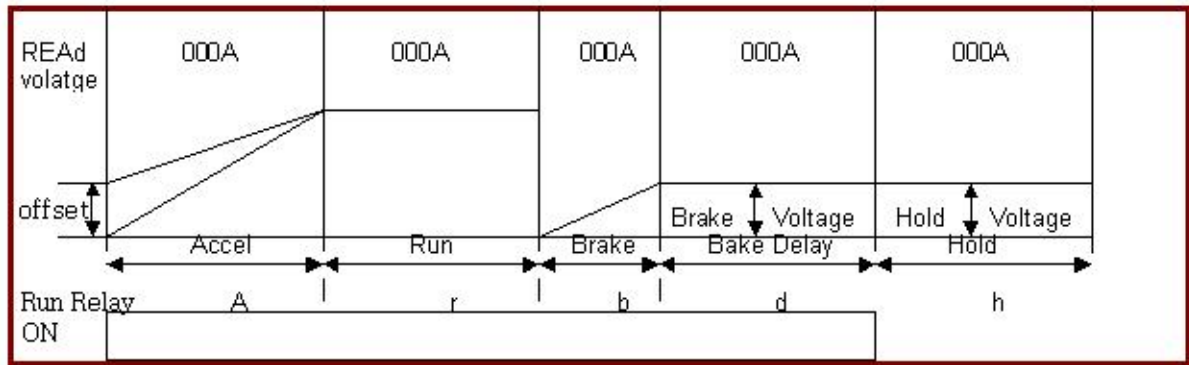 REAd 000A 000A 000A 000A 000A
volatge
offset
Brake Voltage Hold Voltage
Accel Run Brake Bake Delay Hold
Run Relay A r b d h
ON